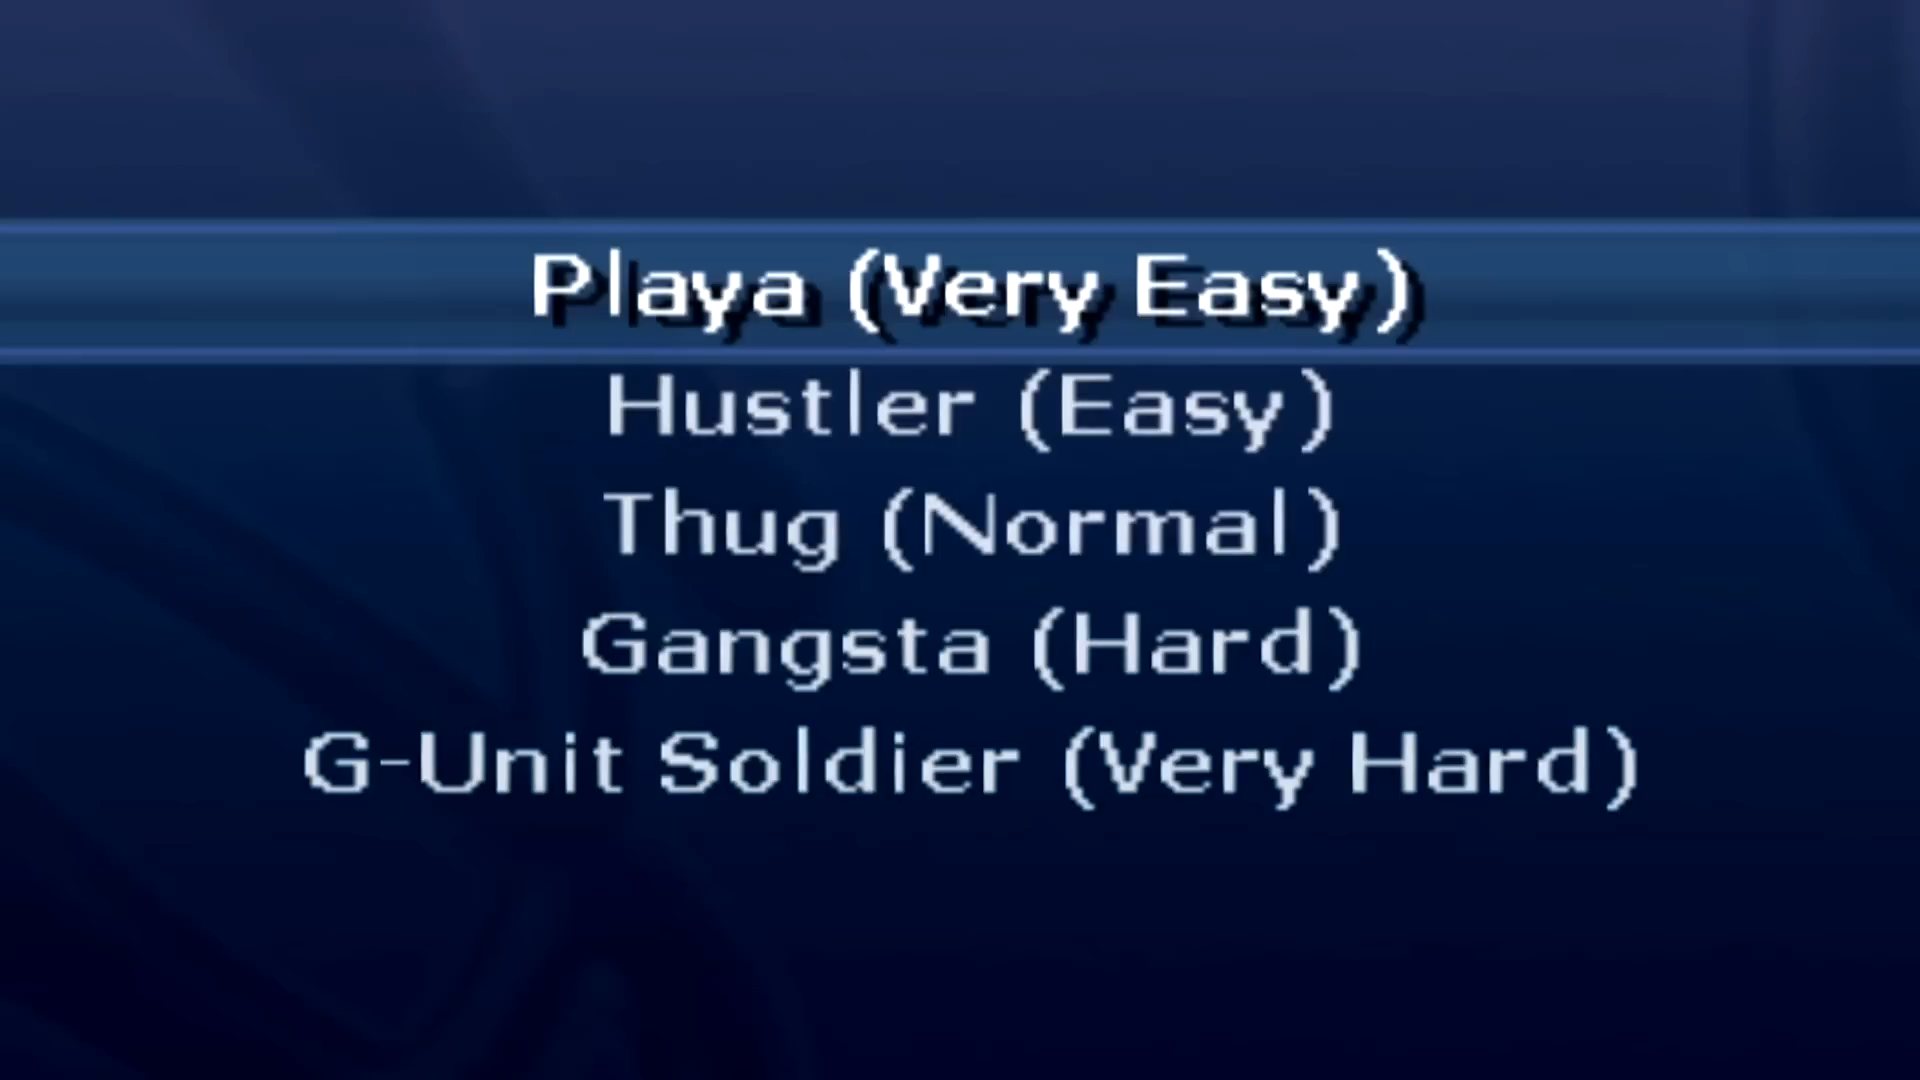 Playa (Very Easy)
Hustler (Easy)
Thug (Normal)
Gangsta (Hard)
G-Unit Soldier (Very Hard)